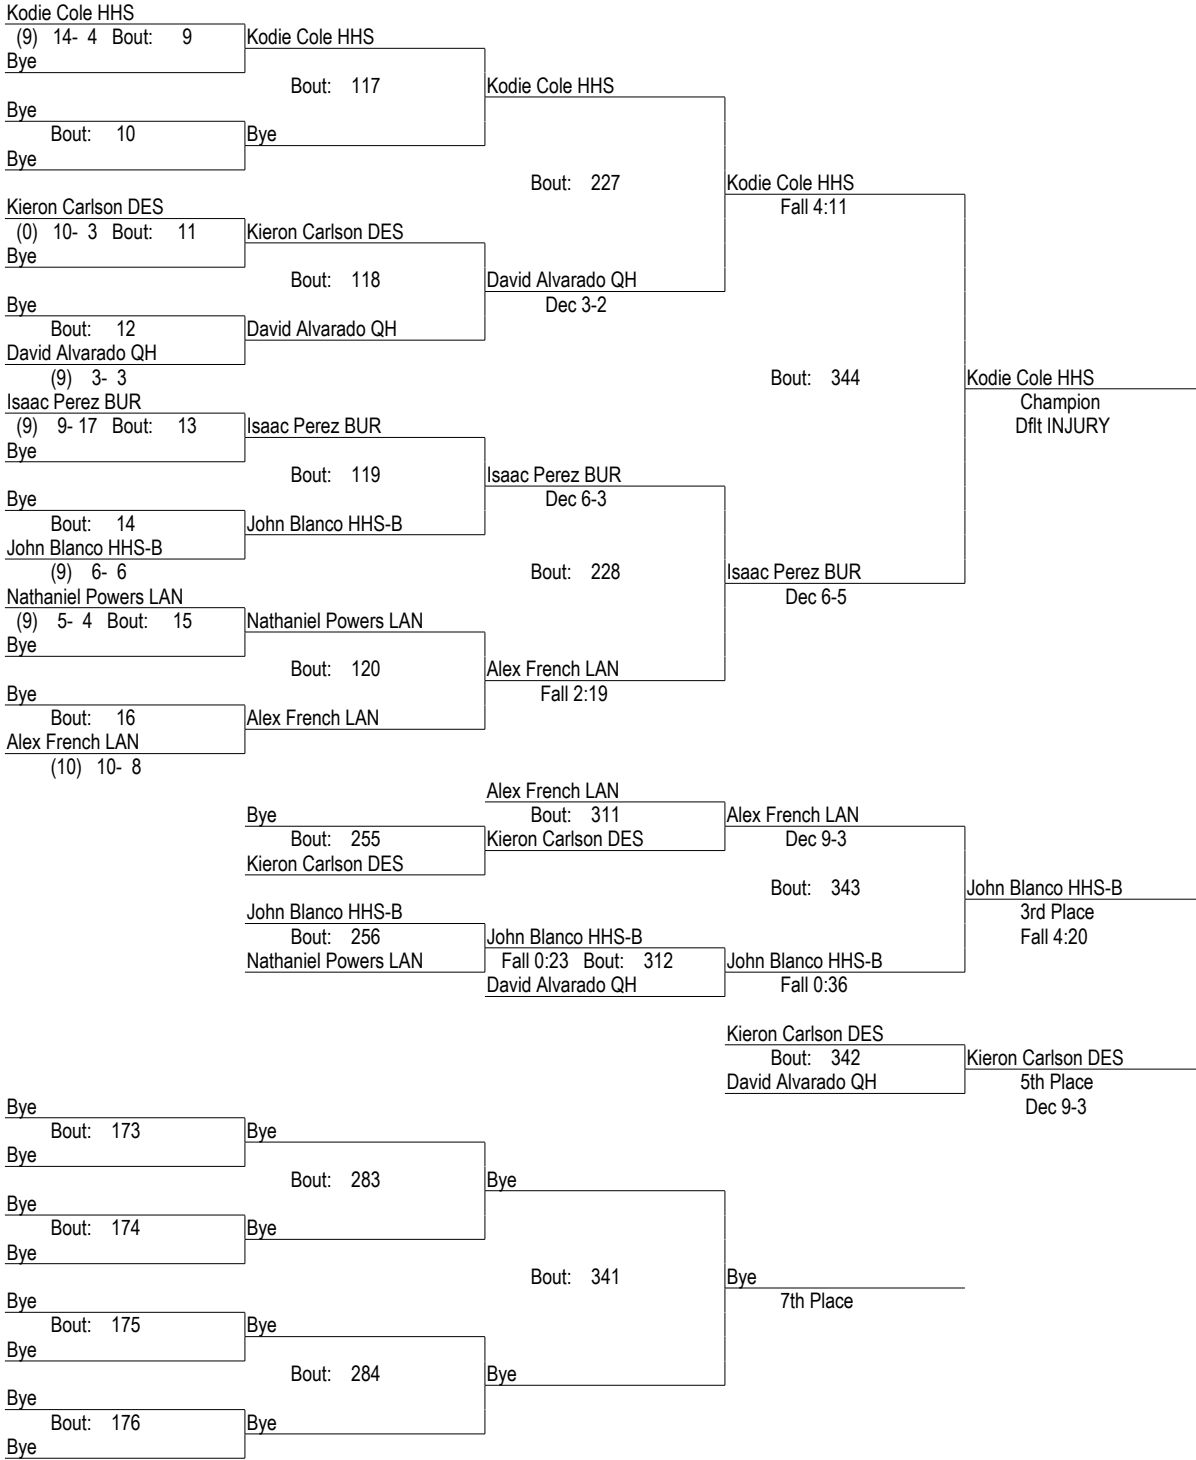 Kodie Cole HHS
(9) 14- 4 Bout: 9 Kodie Cole HHS
Bye
Bout: 117 Kodie Cole HHS
Bye
Bout: 10 Bye
Bye
Bout: 227 Kodie Cole HHS
Kieron Carlson DES
Fall 4:11
(0) 10- 3 Bout: 11 Kieron Carlson DES
Bye
Bout: 118 David Alvarado QH
Bye
Dec 3-2
Bout: 12 David Alvarado QH
David Alvarado QH
(9) 3- 3
Bout: 344 Kodie Cole HHS
Isaac Perez BUR
Champion
(9) 9- 17 Bout: 13 Isaac Perez BUR
Dflt INJURY
Bye
Bout: 119 Isaac Perez BUR
Bye
Dec 6-3
Bout: 14 John Blanco HHS-B
John Blanco HHS-B
(9) 6- 6
Bout: 228 Isaac Perez BUR
Nathaniel Powers LAN
Dec 6-5
(9) 5- 4 Bout: 15 Nathaniel Powers LAN
Bye
Bout: 120 Alex French LAN
Bye
Fall 2:19
Bout: 16 Alex French LAN
Alex French LAN
(10) 10- 8
Alex French LAN
Bye
Bout: 311 Alex French LAN
Bout: 255 Kieron Carlson DES
Dec 9-3
Kieron Carlson DES
Bout: 343 John Blanco HHS-B
John Blanco HHS-B
3rd Place
Bout: 256 John Blanco HHS-B
Fall 4:20
Nathaniel Powers LAN
Fall 0:23 Bout: 312 John Blanco HHS-B
David Alvarado QH
Fall 0:36
Kieron Carlson DES
Bout: 342 Kieron Carlson DES
David Alvarado QH
5th Place
Dec 9-3
Bye
Bout: 173 Bye
Bye
Bout: 283 Bye
Bye
Bout: 174 Bye
Bye
Bout: 341 Bye
7th Place
Bye
Bout: 175 Bye
Bye
Bout: 284 Bye
Bye
Bout: 176 Bye
Bye